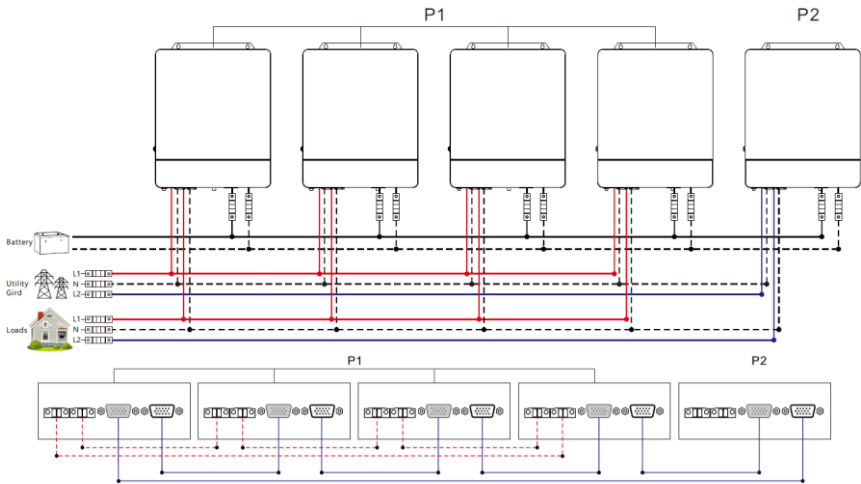 P1 P2
Battery
Utility
Gird
L1
N
L2
Loads
L1
N
L2
P1 P2